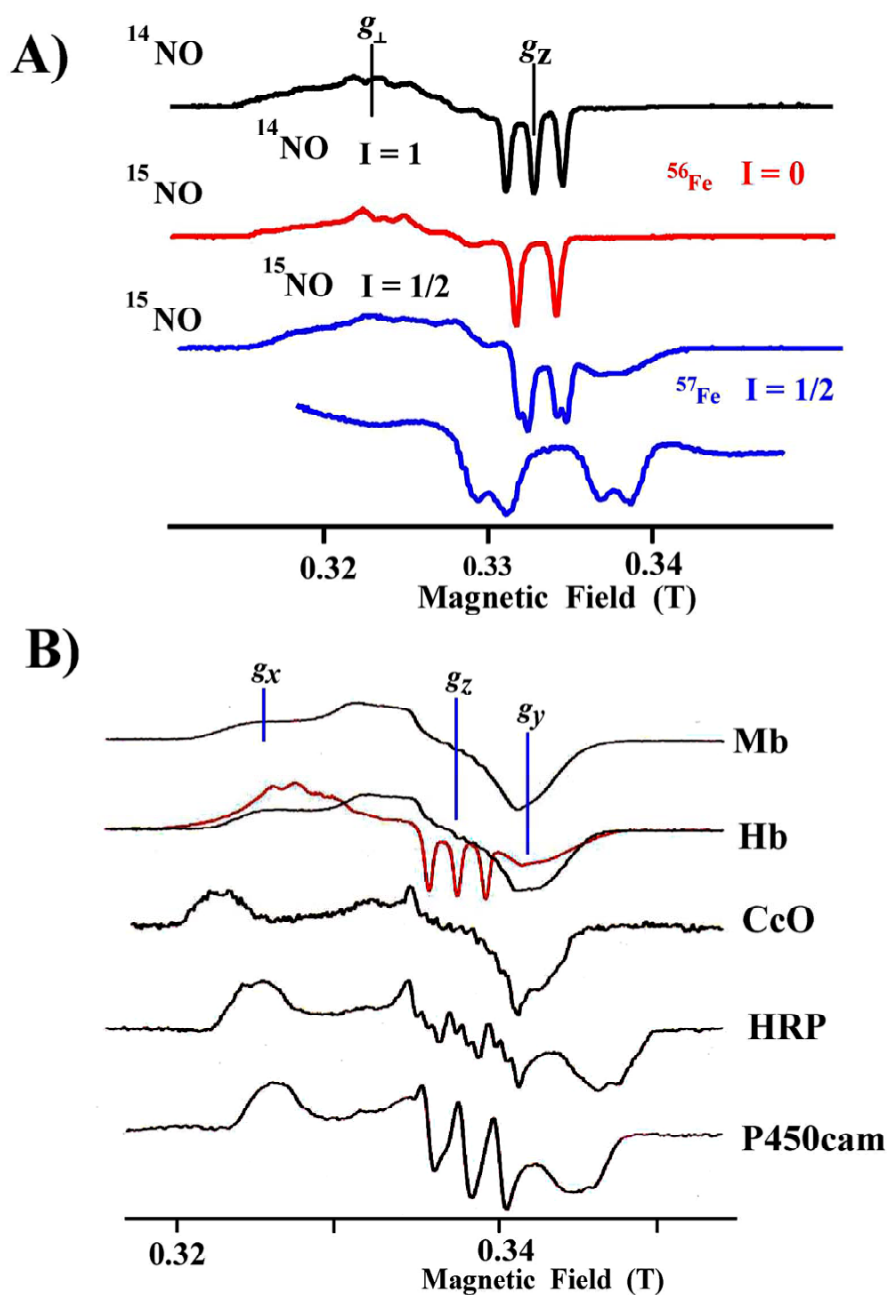 A)
g⊥
gz
¹⁴NO
¹⁴NO I = 1
⁵⁶Fe I = 0
¹⁵NO
¹⁵NO I = 1/2
¹⁵NO
⁵⁷Fe I = 1/2
0.32 0.33 0.34
Magnetic Field (T)
B)
gx gz gy
Mb
Hb
CcO
HRP
P450cam
0.32 0.34
Magnetic Field (T)